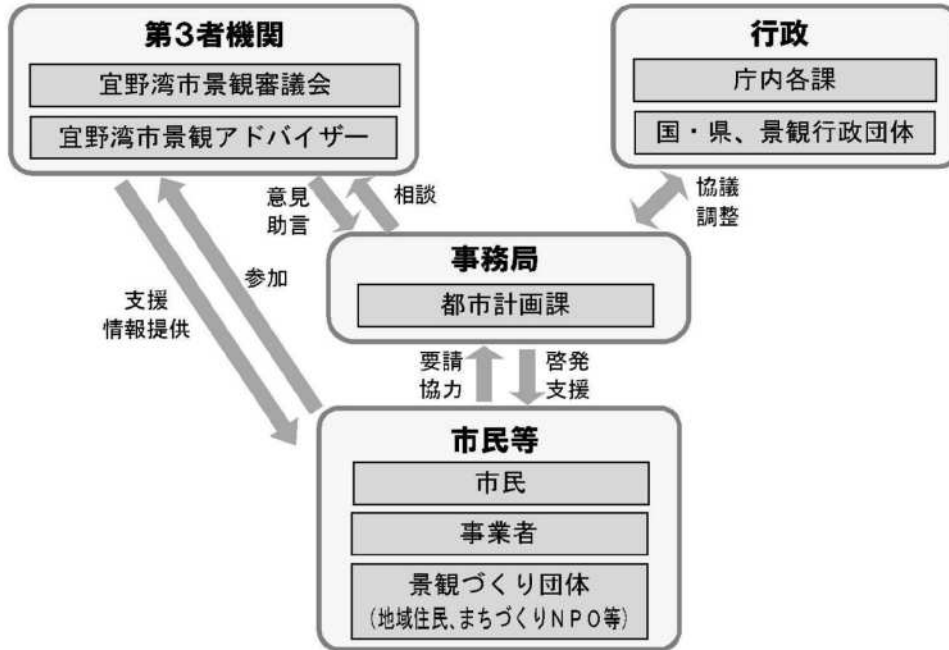 第3者機関
宜野湾市景観審議会
宜野湾市景観アドバイザー
行政
庁内各課
国・県、景観行政団体
意見
助言
相談
協議
調整
事務局
都市計画課
参加
支援
情報提供
要請
協力
啓発
支援
市民等
市民
事業者
景観づくり団体
(地域住民、まちづくりNPO等)